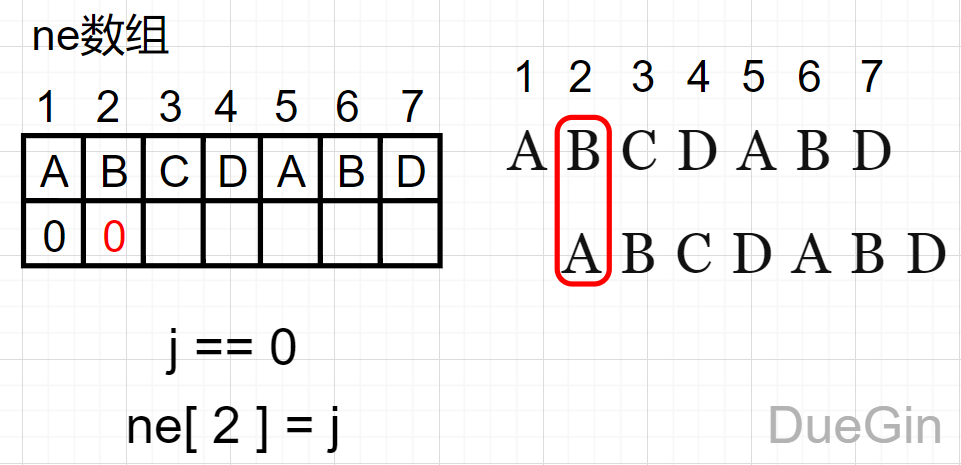 ne数组
1 2 3 4 5 6 7
A B C D A B D
0 0
j == 0
ne[ 2 ] = j
1 2 3 4 5 6 7
A B C D A B D
A B C D A B D
DueGin